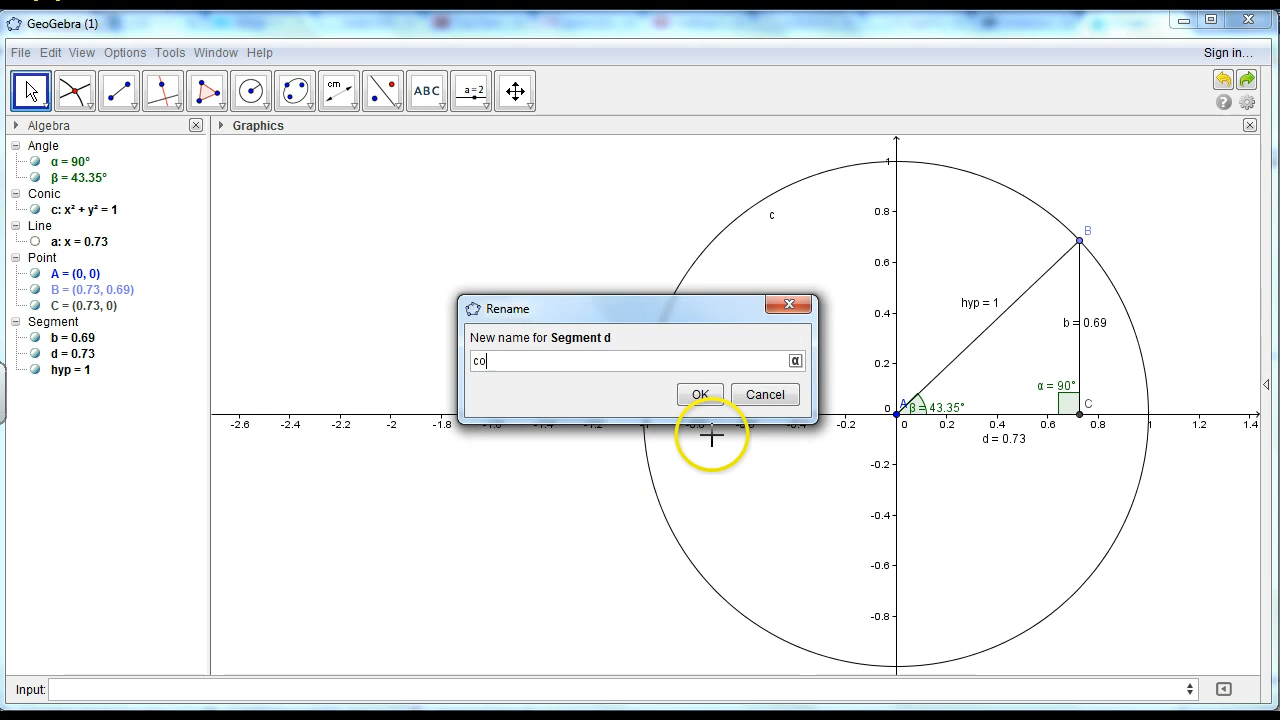 GeoGebra (1)
File Edit View Options Tools Window Help
Sign in...
cm
ABC
a=2
Algebra
Graphics
Angle
α = 90°
β = 43.35°
Conic
c: x² + y² = 1
Line
a: x = 0.73
Point
A = (0, 0)
B = (0.73, 0.69)
C = (0.73, 0)
Segment
b = 0.69
d = 0.73
hyp = 1
1
0.8
0.6
0.4
0.2
0
-0.2
-0.4
-0.6
-0.8
c
B
hyp = 1
b = 0.69
α = 90°
A
β = 43.35°
C
-2.6 -2.4 -2.2 -2 -0.2 0 0.2 0.4 0.6 0.8 1 1.2 1.4
d = 0.73
Rename
New name for Segment d
co
α
OK Cancel
Input: